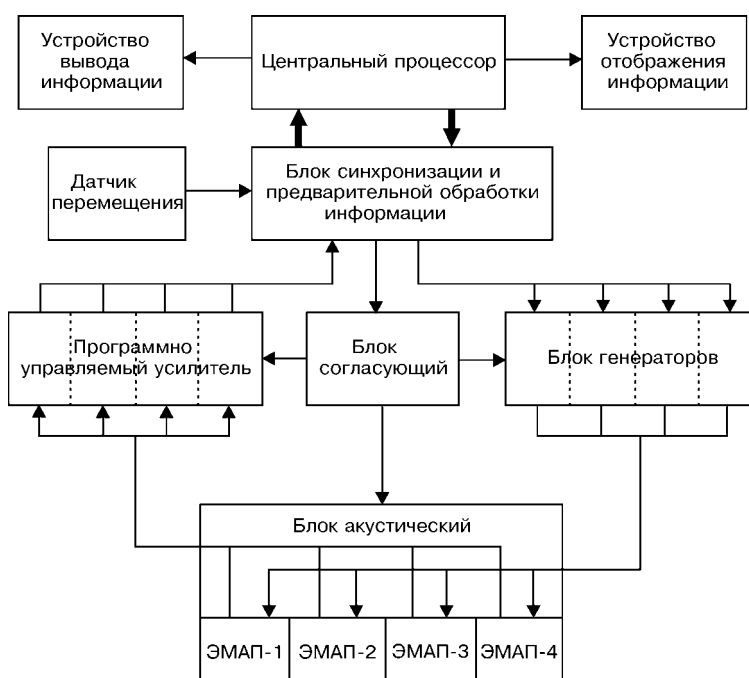 Устройство
вывода
информации
Центральный процессор
Устройство
отображения
информации
Датчик
перемещения
Блок синхронизации и
предварительной обработки
информации
Программно
управляемый усилитель
Блок
согласующий
Блок генераторов
Блок акустический
ЭМАП-1
ЭМАП-2
ЭМАП-3
ЭМАП-4